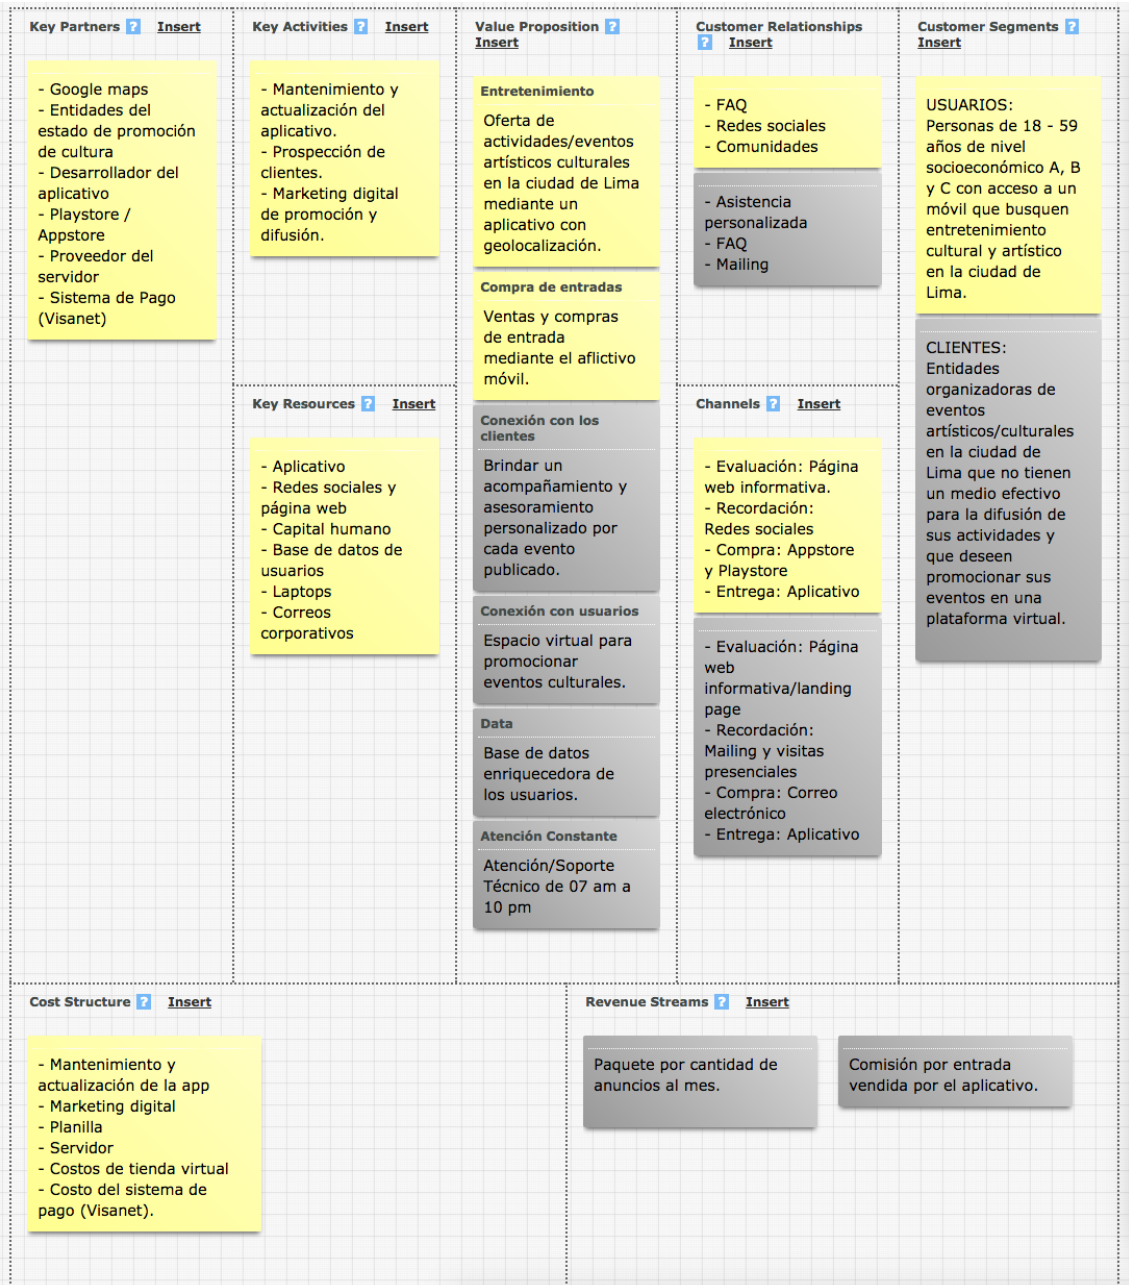 Key Partners ? Insert
- Google maps
- Entidades del
estado de promoción
de cultura
- Desarrollador del
aplicativo
- Playstore /
Appstore
- Proveedor del
servidor
- Sistema de Pago
(Visanet)
Key Activities ? Insert
- Mantenimiento y
actualización del
aplicativo.
- Prospección de
clientes.
- Marketing digital
de promoción y
difusión.
Key Resources ? Insert
- Aplicativo
- Redes sociales y
página web
- Capital humano
- Base de datos de
usuarios
- Laptops
- Correos
corporativos
Value Proposition ?
Insert
Entretenimiento
Oferta de
actividades/eventos
artísticos culturales
en la ciudad de Lima
mediante un
aplicativo con
geolocalización.
Compra de entradas
Ventas y compras
de entrada
mediante el aflictivo
móvil.
Conexión con los
clientes
Brindar un
acompañamiento y
asesoramiento
personalizado por
cada evento
publicado.
Conexión con usuarios
Espacio virtual para
promocionar
eventos culturales.
Data
Base de datos
enriquecedora de
los usuarios.
Atención Constante
Atención/Soporte
Técnico de 07 am a
10 pm
Customer Relationships
? Insert
- FAQ
- Redes sociales
- Comunidades
- Asistencia
personalizada
- FAQ
- Mailing
Channels ? Insert
- Evaluación: Página
web informativa.
- Recordación:
Redes sociales
- Compra: Appstore
y Playstore
- Entrega: Aplicativo
- Evaluación: Página
web
informativa/landing
page
- Recordación:
Mailing y visitas
presenciales
- Compra: Correo
electrónico
- Entrega: Aplicativo
Customer Segments ?
Insert
USUARIOS:
Personas de 18 - 59
años de nivel
socioeconómico A, B
y C con acceso a un
móvil que busquen
entretenimiento
cultural y artístico
en la ciudad de
Lima.
CLIENTES:
Entidades
organizadoras de
eventos
artísticos/culturales
en la ciudad de
Lima que no tienen
un medio efectivo
para la difusión de
sus actividades y
que deseen
promocionar sus
eventos en una
plataforma virtual.
Cost Structure ? Insert
- Mantenimiento y
actualización de la app
- Marketing digital
- Planilla
- Servidor
- Costos de tienda virtual
- Costo del sistema de
pago (Visanet).
Revenue Streams ? Insert
Paquete por cantidad de
anuncios al mes.
Comisión por entrada
vendida por el aplicativo.